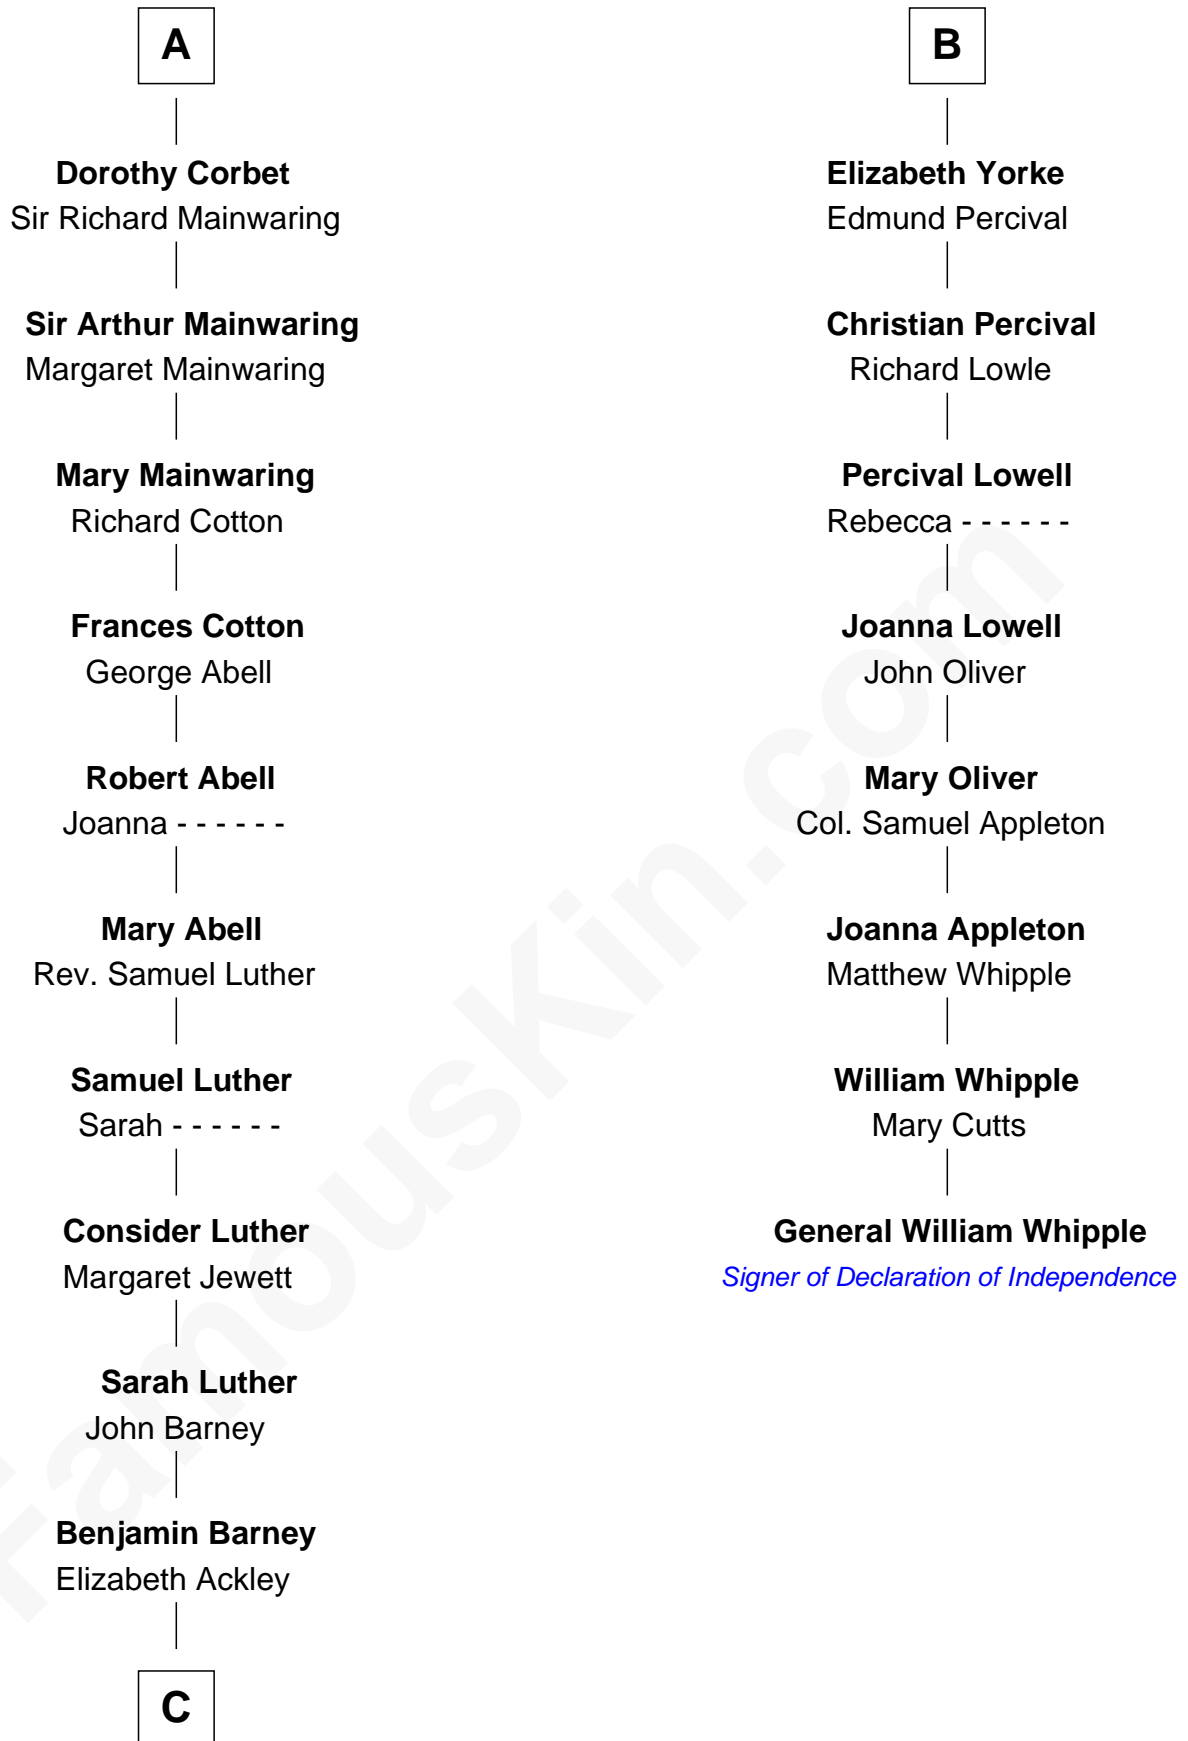 A
Dorothy Corbet
Sir Richard Mainwaring
Sir Arthur Mainwaring
Margaret Mainwaring
Mary Mainwaring
Richard Cotton
Frances Cotton
George Abell
Robert Abell
Joanna - - - - - -
Mary Abell
Rev. Samuel Luther
Samuel Luther
Sarah - - - - - -
Consider Luther
Margaret Jewett
Sarah Luther
John Barney
Benjamin Barney
Elizabeth Ackley
C
B
Elizabeth Yorke
Edmund Percival
Christian Percival
Richard Lowle
Percival Lowell
Rebecca - - - - - -
Joanna Lowell
John Oliver
Mary Oliver
Col. Samuel Appleton
Joanna Appleton
Matthew Whipple
William Whipple
Mary Cutts
General William Whipple
Signer of Declaration of Independence
FamousKin.com